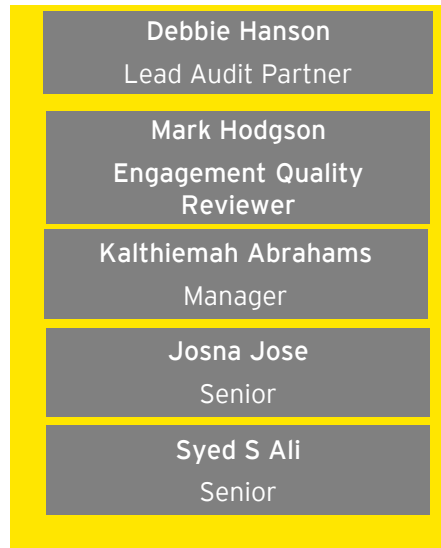 Debbie Hanson
Lead Audit Partner
Mark Hodgson
Engagement Quality
Reviewer
Kalthiemah Abrahams
Manager
Josna Jose
Senior
Syed S Ali
Senior